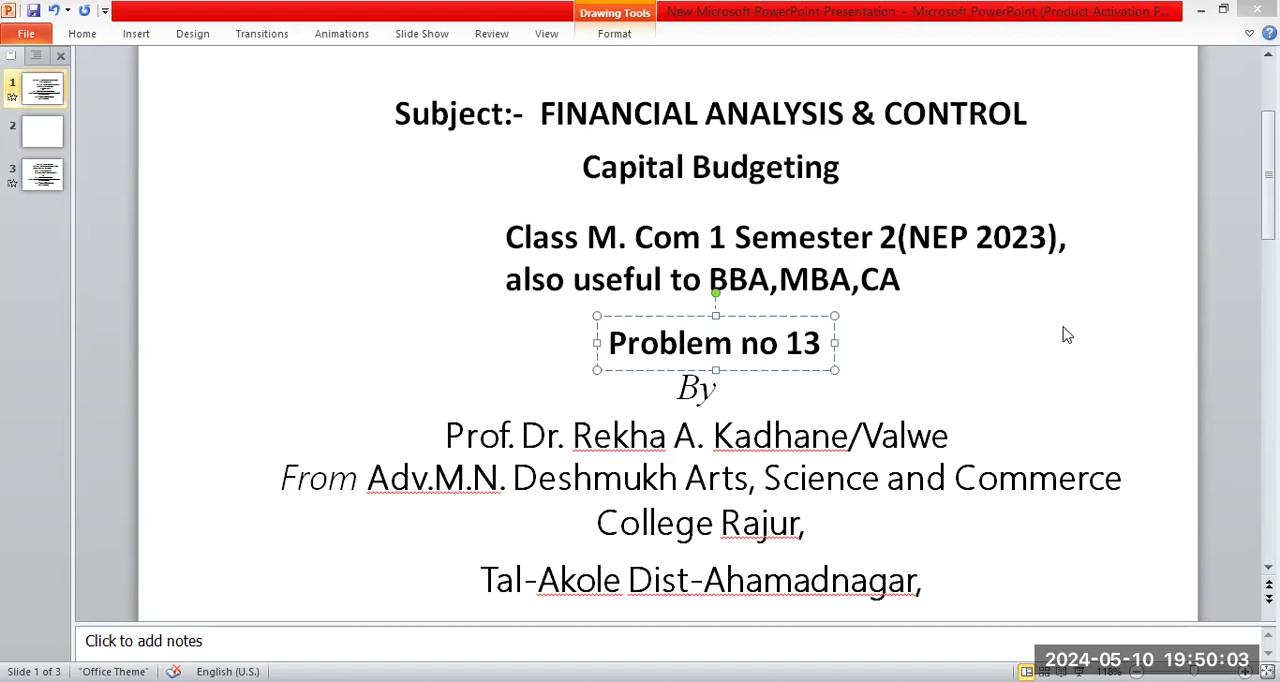 Drawing Tools
New Microsoft PowerPoint Presentation - Microsoft PowerPoint (Product Activation F...
File Home Insert Design Transitions Animations Slide Show Review View Format
1
2
3
Subject:- FINANCIAL ANALYSIS & CONTROL
Capital Budgeting
Class M. Com 1 Semester 2(NEP 2023),
also useful to BBA,MBA,CA
Problem no 13
By
Prof. Dr. Rekha A. Kadhane/Valwe
From Adv.M.N. Deshmukh Arts, Science and Commerce
College Rajur,
Tal-Akole Dist-Ahamadnagar,
Click to add notes
2024-05-10 19:50:03
Slide 1 of 3 "Office Theme" English (U.S.) 118%